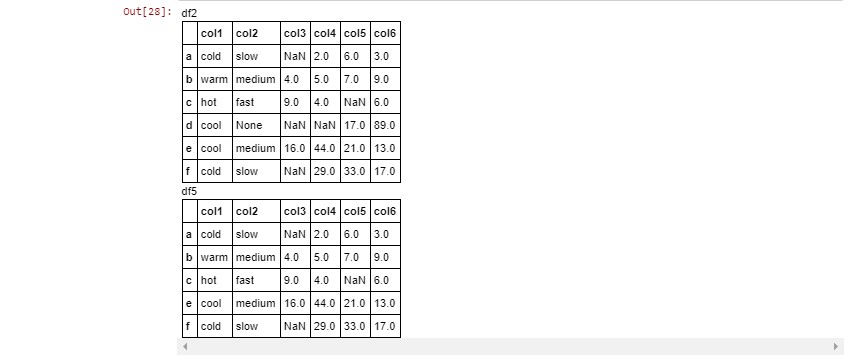 Out[28]: df2
col1 col2 col3 col4 col5 col6
a cold slow NaN 2.0 6.0 3.0
b warm medium 4.0 5.0 7.0 9.0
c hot fast 9.0 4.0 NaN 6.0
d cool None NaN NaN 17.0 89.0
e cool medium 16.0 44.0 21.0 13.0
f cold slow NaN 29.0 33.0 17.0
df5
col1 col2 col3 col4 col5 col6
a cold slow NaN 2.0 6.0 3.0
b warm medium 4.0 5.0 7.0 9.0
c hot fast 9.0 4.0 NaN 6.0
e cool medium 16.0 44.0 21.0 13.0
f cold slow NaN 29.0 33.0 17.0